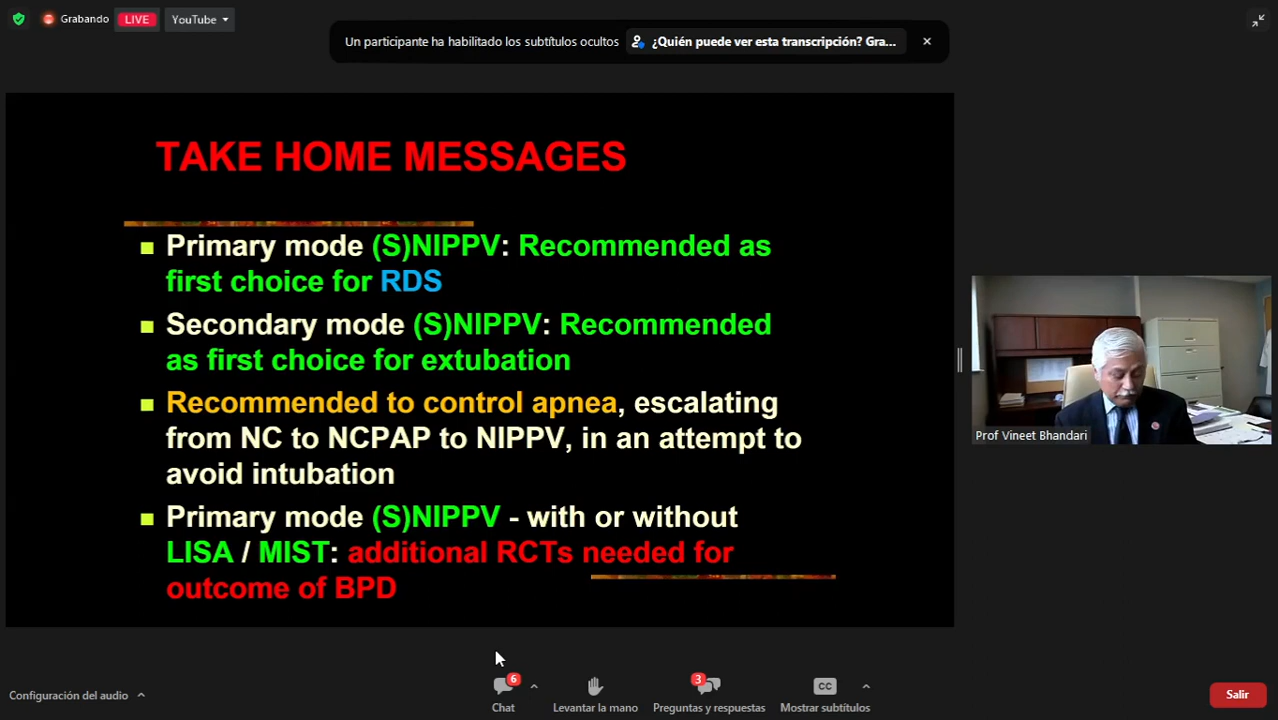 Grabando
LIVE
YouTube
Un participante ha habilitado los subtítulos ocultos
¿Quién puede ver esta transcripción? Gra...
TAKE HOME MESSAGES
Primary mode (S)NIPPV: Recommended as
first choice for RDS
Secondary mode (S)NIPPV: Recommended
as first choice for extubation
Recommended to control apnea, escalating
from NC to NCPAP to NIPPV, in an attempt to
avoid intubation
Primary mode (S)NIPPV - with or without
LISA / MIST: additional RCTs needed for
outcome of BPD
Prof Vineet Bhandari
Configuración del audio
6
Chat
Levantar la mano
3
Preguntas y respuestas
CC
Mostrar subtítulos
Salir